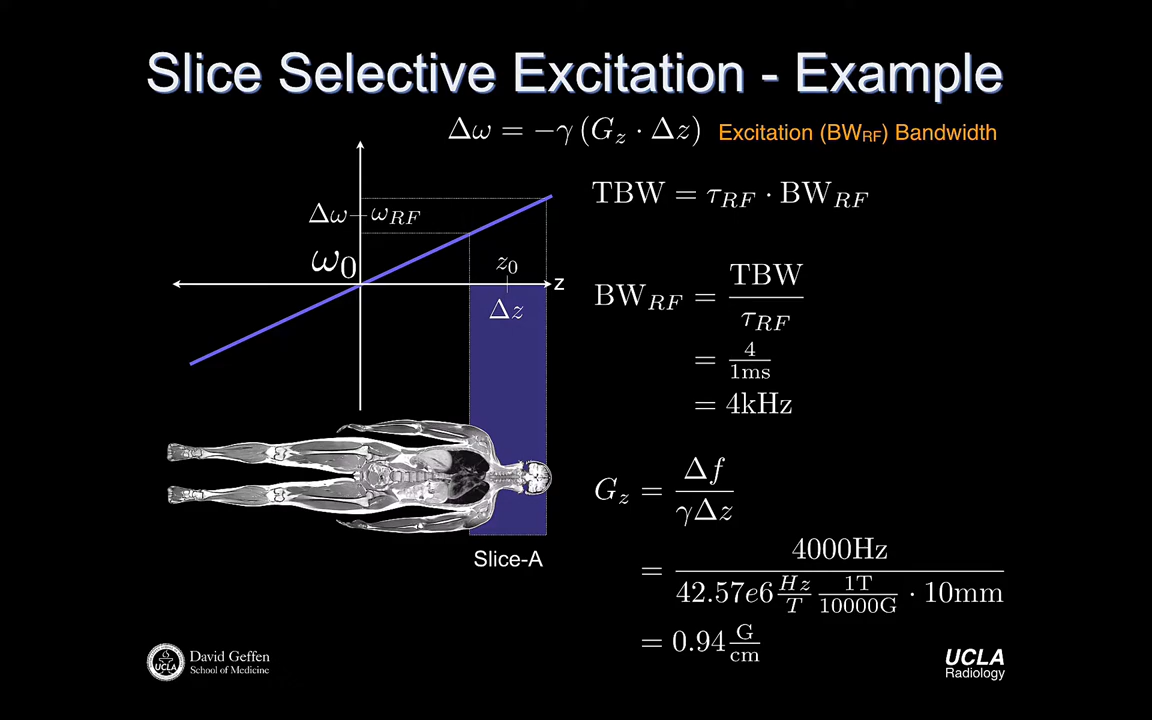 Slice Selective Excitation - Example
Δω = −γ (G_z · Δz) Excitation (BW_RF) Bandwidth
TBW = τ_RF · BW_RF
Δω ω_RF
ω_0
z_0
z
Δz
BW_RF = TBW / τ_RF
= 4 / 1ms
= 4kHz
G_z = Δf / γΔz
= 4000Hz / 42.57e6 Hz/T 1T/10000G · 10mm
= 0.94 G/cm
Slice-A
UCLA
David Geffen
School of Medicine
UCLA
Radiology